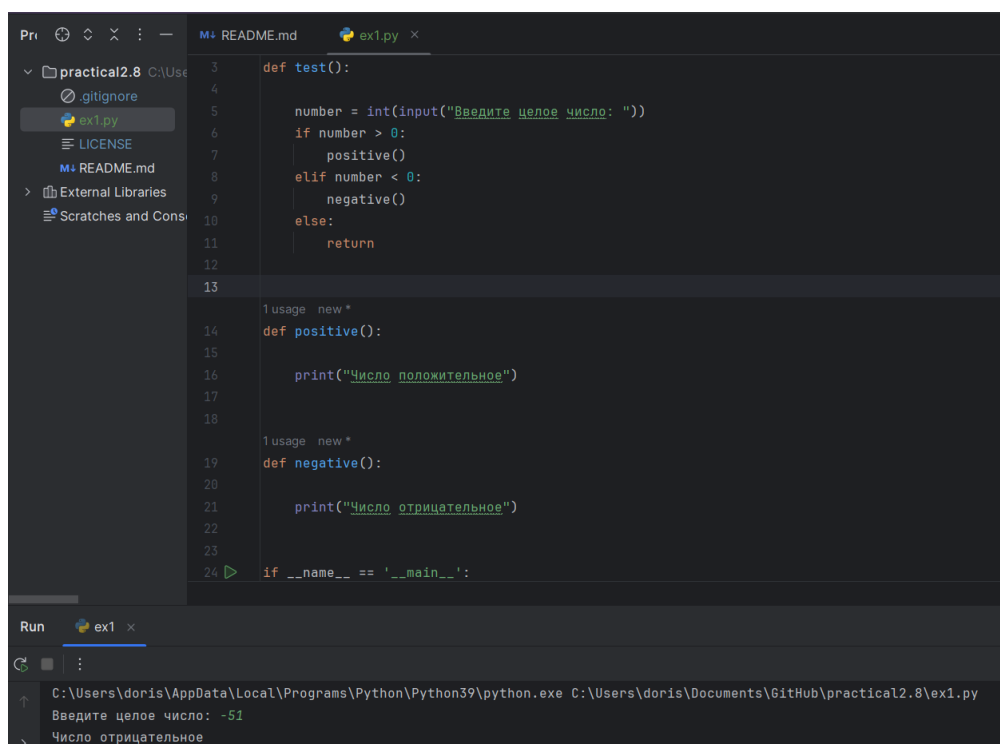 Pr
README.md
ex1.py
practical2.8 C:\Use
.gitignore
ex1.py
LICENSE
README.md
External Libraries
Scratches and Cons
3 def test():
4
5 number = int(input("Введите целое число: "))
6 if number > 0:
7 positive()
8 elif number < 0:
9 negative()
10 else:
11 return
12
13
1 usage new *
14 def positive():
15
16 print("Число положительное")
17
18
1 usage new *
19 def negative():
20
21 print("Число отрицательное")
22
23
24 if __name__ == '__main__':
Run ex1
C:\Users\doris\AppData\Local\Programs\Python\Python39\python.exe C:\Users\doris\Documents\GitHub\practical2.8\ex1.py
Введите целое число: -51
Число отрицательное